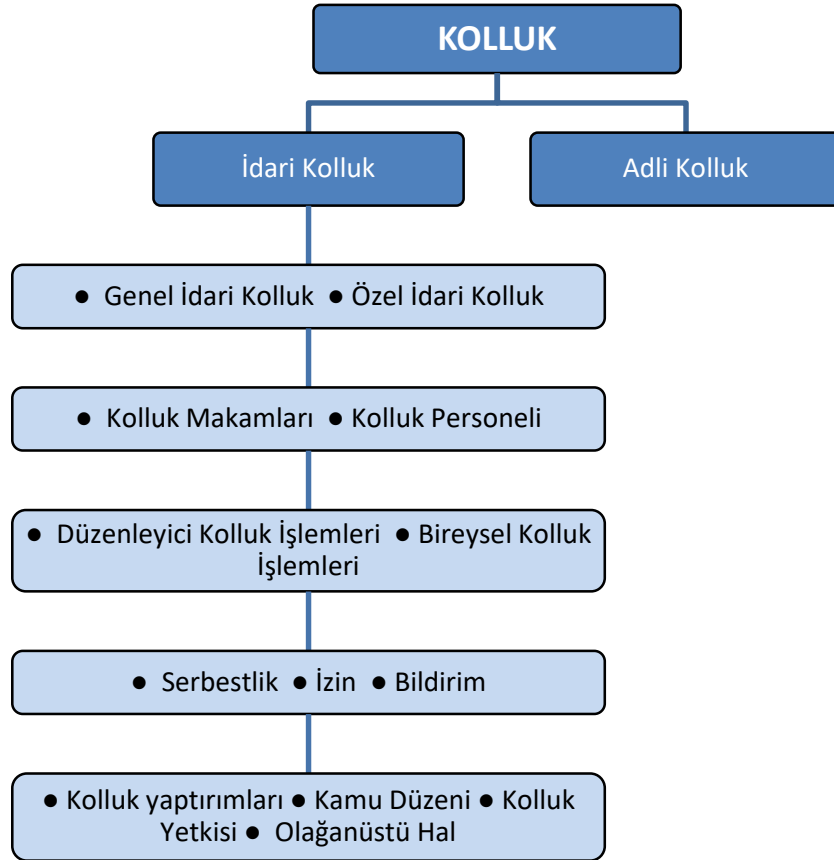 KOLLUK
İdari Kolluk
Adli Kolluk
● Genel İdari Kolluk ● Özel İdari Kolluk
● Kolluk Makamları ● Kolluk Personeli
● Düzenleyici Kolluk İşlemleri ● Bireysel Kolluk
İşlemleri
● Serbestlik ● İzin ● Bildirim
● Kolluk yaptırımları ● Kamu Düzeni ● Kolluk
Yetkisi ● Olağanüstü Hal